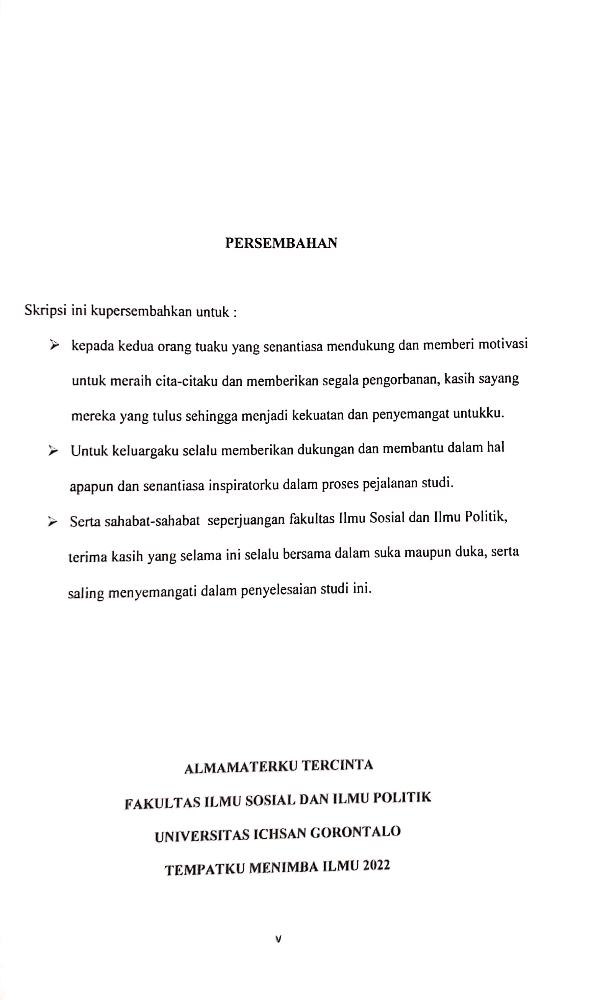 PERSEMBAHAN
Skripsi ini kupersembahkan untuk :
➢ kepada kedua orang tuaku yang senantiasa mendukung dan memberi motivasi
untuk meraih cita-citaku dan memberikan segala pengorbanan, kasih sayang
mereka yang tulus sehingga menjadi kekuatan dan penyemangat untukku.
➢ Untuk keluargaku selalu memberikan dukungan dan membantu dalam hal
apapun dan senantiasa inspiratorku dalam proses pejalanan studi.
➢ Serta sahabat-sahabat seperjuangan fakultas Ilmu Sosial dan Ilmu Politik,
terima kasih yang selama ini selalu bersama dalam suka maupun duka, serta
saling menyemangati dalam penyelesaian studi ini.
ALMAMATERKU TERCINTA
FAKULTAS ILMU SOSIAL DAN ILMU POLITIK
UNIVERSITAS ICHSAN GORONTALO
TEMPATKU MENIMBA ILMU 2022
v